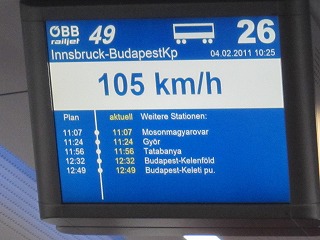 ÖBB railjet 49 26
Innsbruck-BudapestKp 04.02.2011 10:25
105 km/h
Plan aktuell Weitere Stationen:
11:07 11:07 Mosonmagyarovar
11:24 11:24 Györ
11:56 11:56 Tatabanya
12:32 12:32 Budapest-Kelenföld
12:49 12:49 Budapest-Keleti pu.